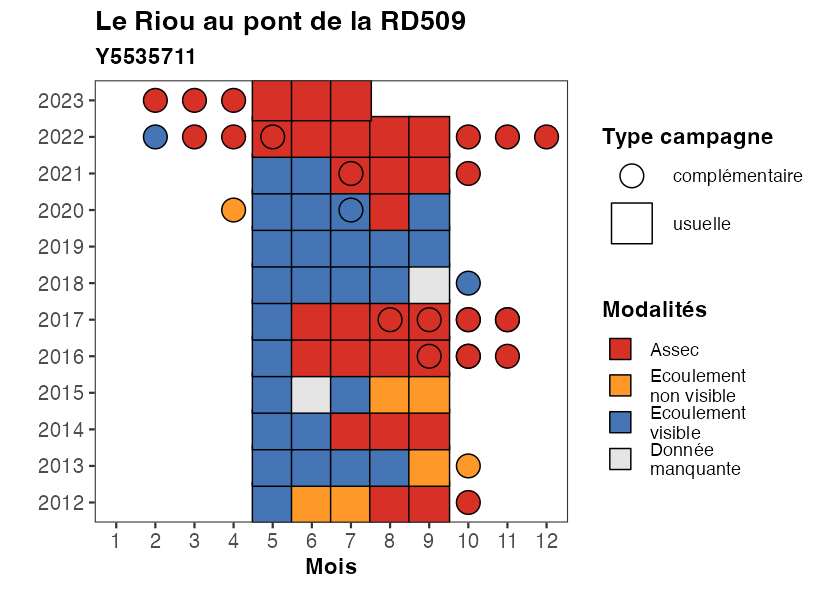 Le Riou au pont de la RD509
Y5535711
2023
2022
2021
2020
2019
2018
2017
2016
2015
2014
2013
2012
1 2 3 4 5 6 7 8 9 10 11 12
Mois
Type campagne
complémentaire
usuelle
Modalités
Assec
Ecoulement
non visible
Ecoulement
visible
Donnée
manquante